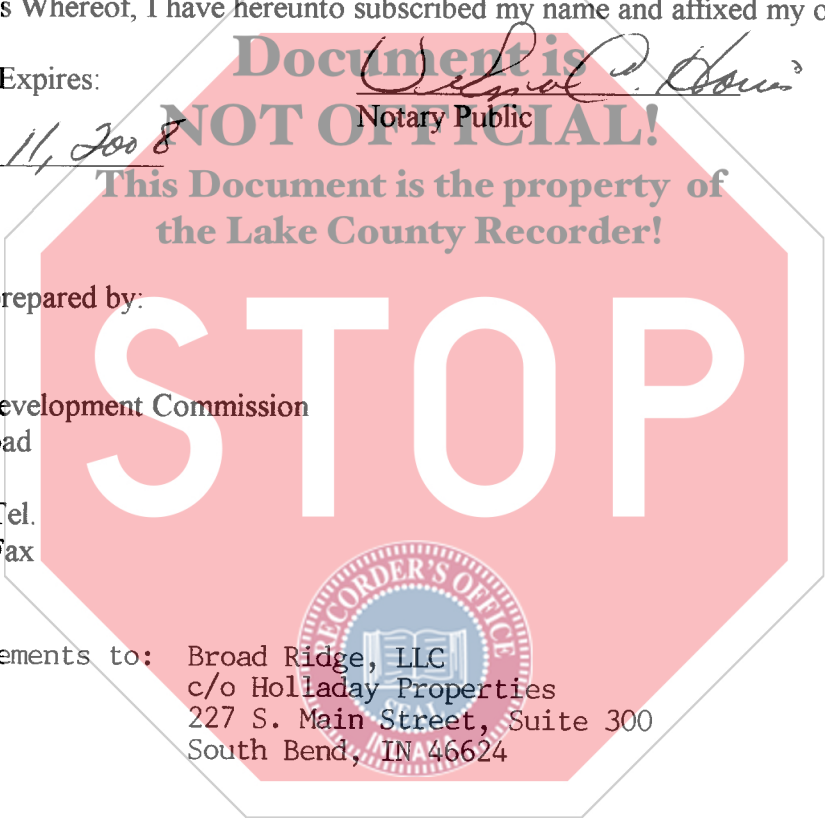 s Whereof, I have hereunto subscribed my name and affixed my o
Document is
Expires:
NOT OFFICIAL!
Notary Public
11, 2008
This Document is the property of
the Lake County Recorder!
repared by:
STOP
evelopment Commission
ad
Tel.
Fax
RECORDER'S OFFICE
ements to: Broad Ridge, LLC
c/o Holladay Properties
227 S. Main Street, Suite 300
South Bend, IN 46624
SEAL
INDIANA